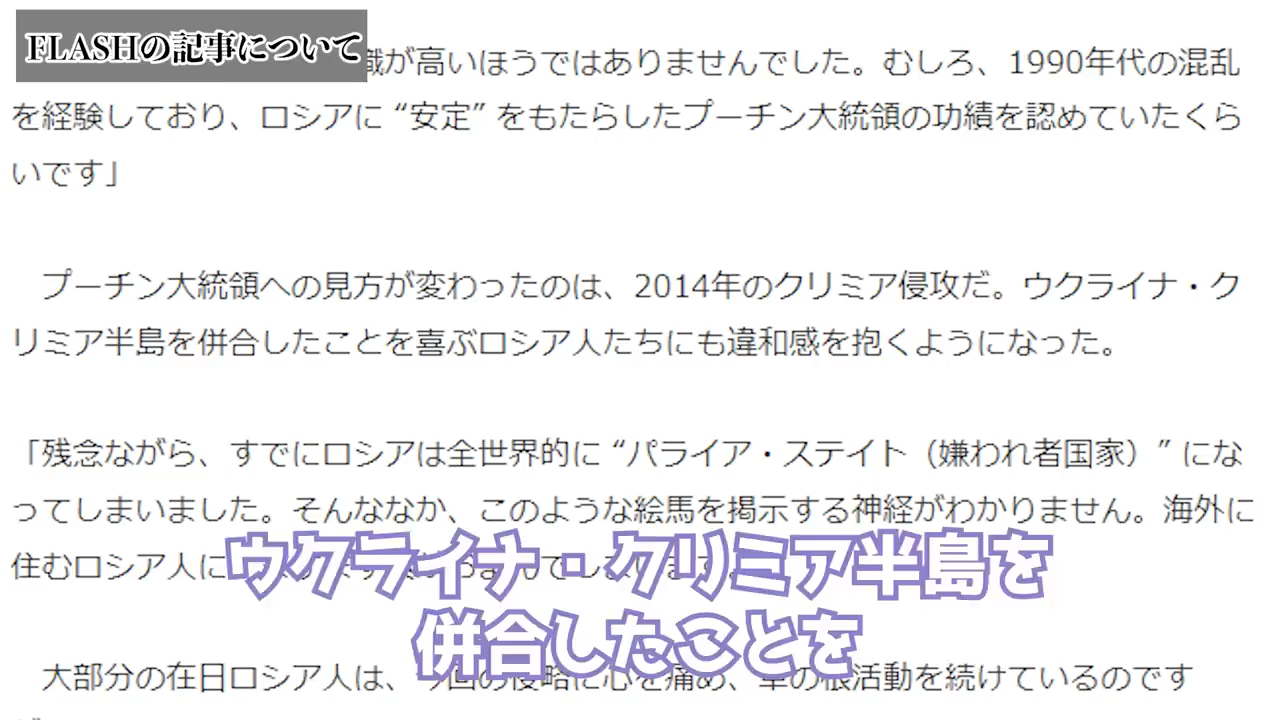 FLASHの記事について
が高いほうではありませんでした。むしろ、1990年代の混乱
を経験しており、ロシアに“安定”をもたらしたプーチン大統領の功績を認めていたくら
いです」
プーチン大統領への見方が変わったのは、2014年のクリミア侵攻だ。ウクライナ・ク
リミア半島を併合したことを喜ぶロシア人たちにも違和感を抱くようになった。
「残念ながら、すでにロシアは全世界的に“パライア・ステイト（嫌われ者国家）”にな
ってしまいました。そんななか、このような絵馬を掲示する神経がわかりません。海外に
住むロシア人に
ウクライナ・クリミア半島を
併合したことを
大部分の在日ロシア人は、今回の侵略に心を痛め、草の根活動を続けているのです